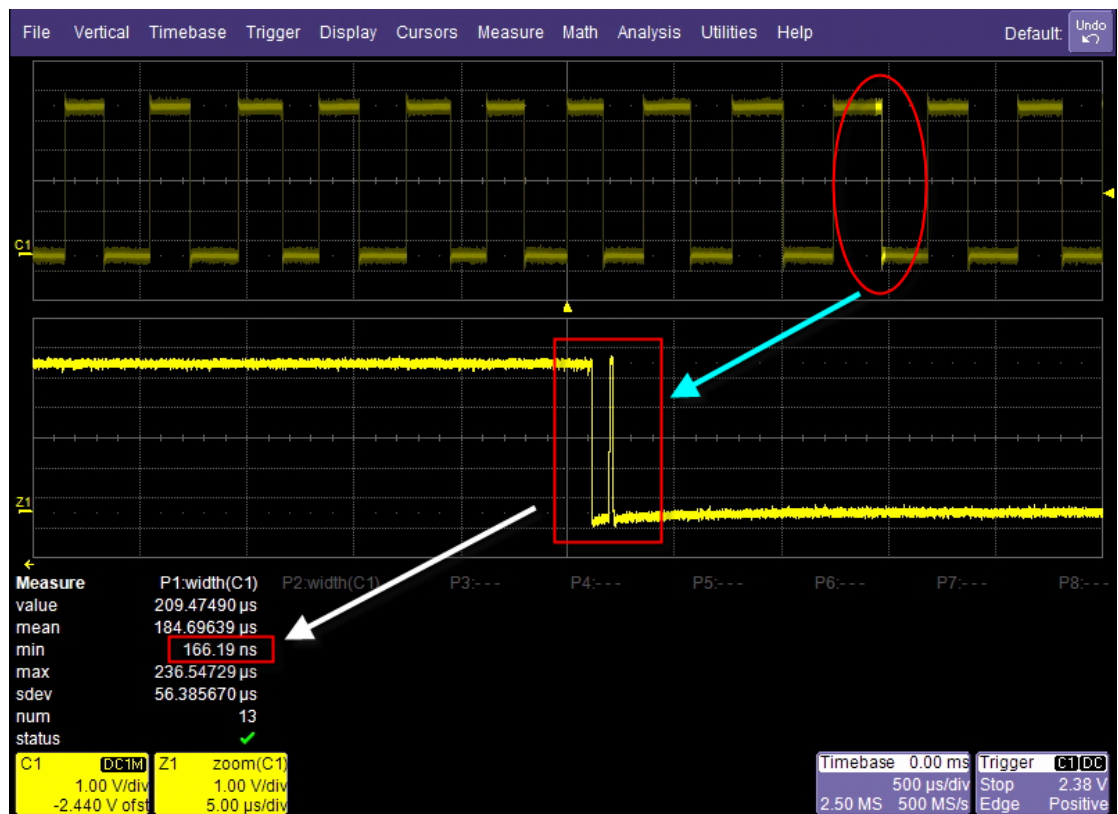 File Vertical Timebase Trigger Display Cursors Measure Math Analysis Utilities Help Default: Undo
C1
Z1
Measure P1:width(C1) P2:width(C1) P3:--- P4:--- P5:--- P6:--- P7:--- P8:---
value 209.47490 µs
mean 184.69639 µs
min 166.19 ns
max 236.54729 µs
sdev 56.385670 µs
num 13
status
C1 DC1M Z1 zoom(C1) Timebase 0.00 ms Trigger C1 DC
1.00 V/div 1.00 V/div 500 µs/div Stop 2.38 V
-2.440 V ofst 5.00 µs/div 2.50 MS 500 MS/s Edge Positive